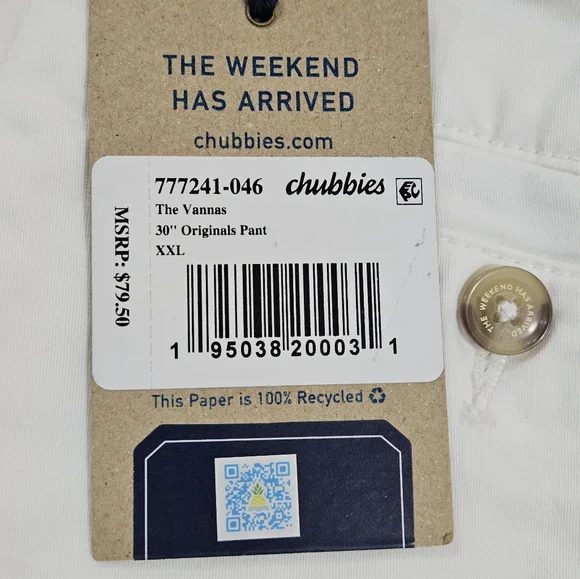 THE WEEKEND
HAS ARRIVED
chubbies.com
777241-046 chubbies
The Vannas
30" Originals Pant
XXL
MSRP: $79.50
1 95038 20003 1
This Paper is 100% Recycled
THE WEEKEND HAS ARRIVED